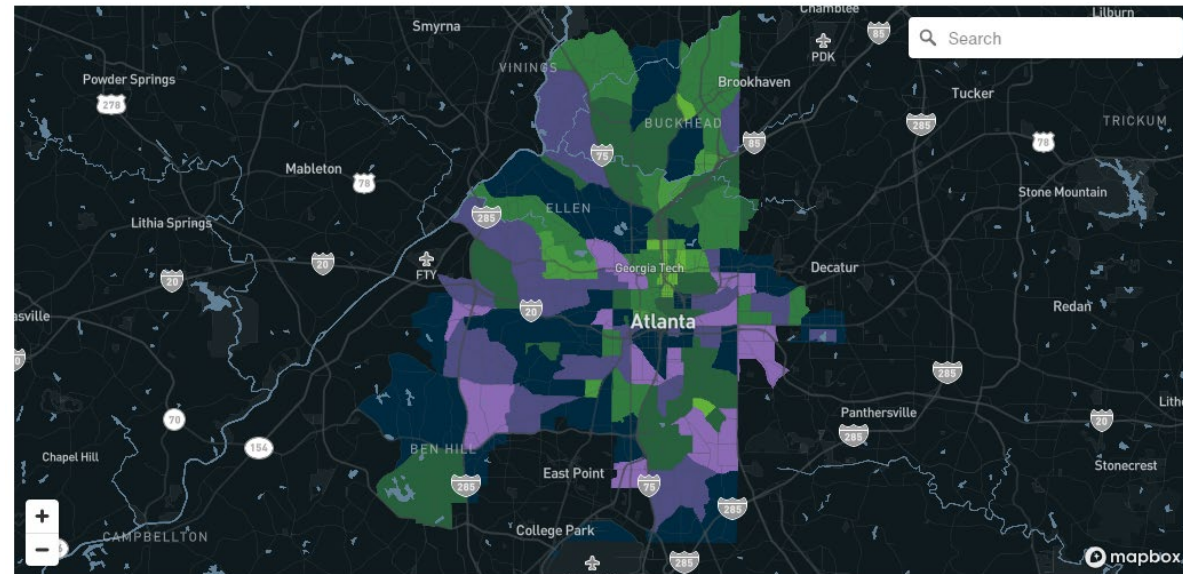 Chamblee
Lilburn
Smyrna
85
Search
PDK
VININGS
Powder Springs
Brookhaven
278
Tucker
BUCKHEAD
285
TRICKUM
78
85
75
Mableton
78
Stone Mountain
ELLEN
285
Lithia Springs
20
FTY
Georgia Tech
Decatur
20
20
Redan
Atlanta
285
Panthersville
70
20
285
154
BEN HILL
Chapel Hill
East Point
Stonecrest
285
75
285
+
College Park
CAMPBELLTON
−
285
mapbox